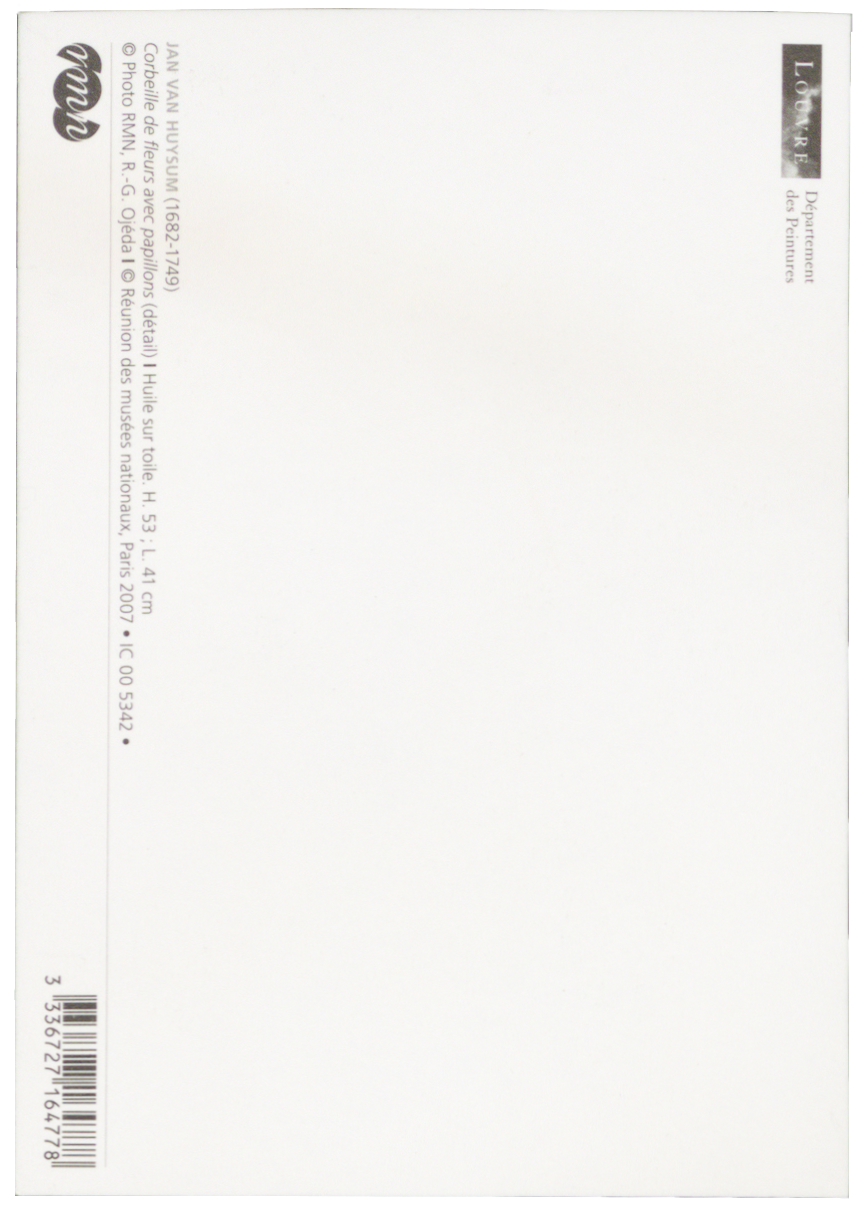 LOUVRE
Département
des Peintures
JAN VAN HUYSUM (1682-1749)
Corbeille de fleurs avec papillons (détail) I Huile sur toile. H. 53 ; L. 41 cm
© Photo RMN, R.-G. Ojéda I © Réunion des musées nationaux, Paris 2007 • IC 00 5342 •
rmn
3 336727 164778